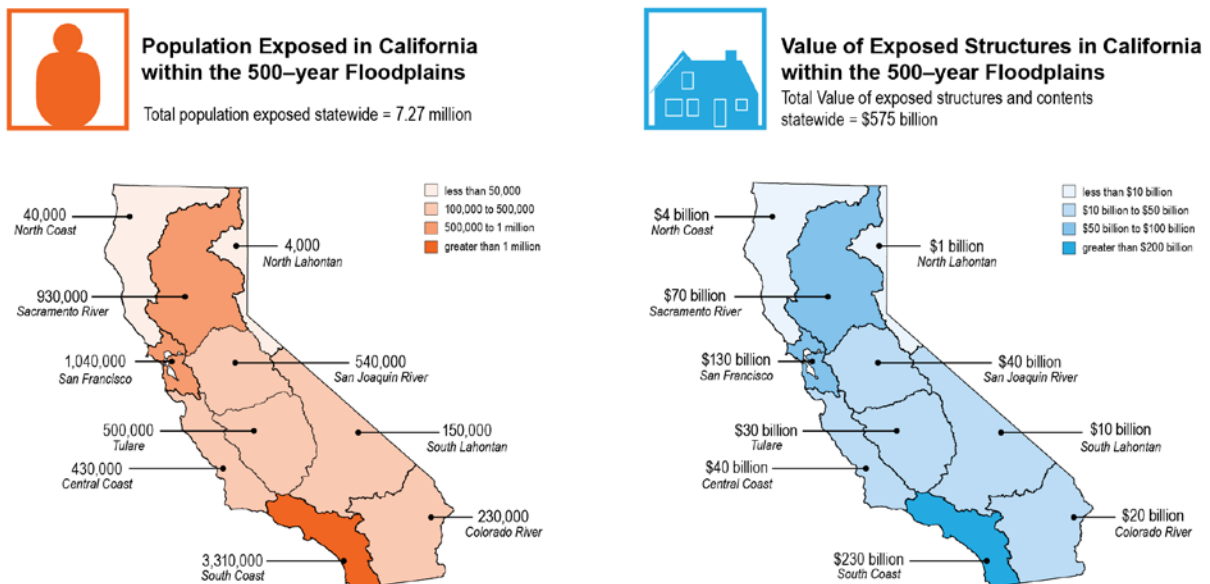 Population Exposed in California
within the 500–year Floodplains
Total population exposed statewide = 7.27 million
less than 50,000
100,000 to 500,000
500,000 to 1 million
greater than 1 million
40,000
North Coast
4,000
North Lahontan
930,000
Sacramento River
1,040,000
San Francisco
540,000
San Joaquin River
500,000
Tulare
150,000
South Lahontan
430,000
Central Coast
230,000
Colorado River
3,310,000
South Coast
Value of Exposed Structures in California
within the 500–year Floodplains
Total Value of exposed structures and contents
statewide = $575 billion
less than $10 billion
$10 billion to $50 billion
$50 billion to $100 billion
greater than $200 billion
$4 billion
North Coast
$1 billion
North Lahontan
$70 billion
Sacramento River
$130 billion
San Francisco
$40 billion
San Joaquin River
$30 billion
Tulare
$10 billion
South Lahontan
$40 billion
Central Coast
$20 billion
Colorado River
$230 billion
South Coast